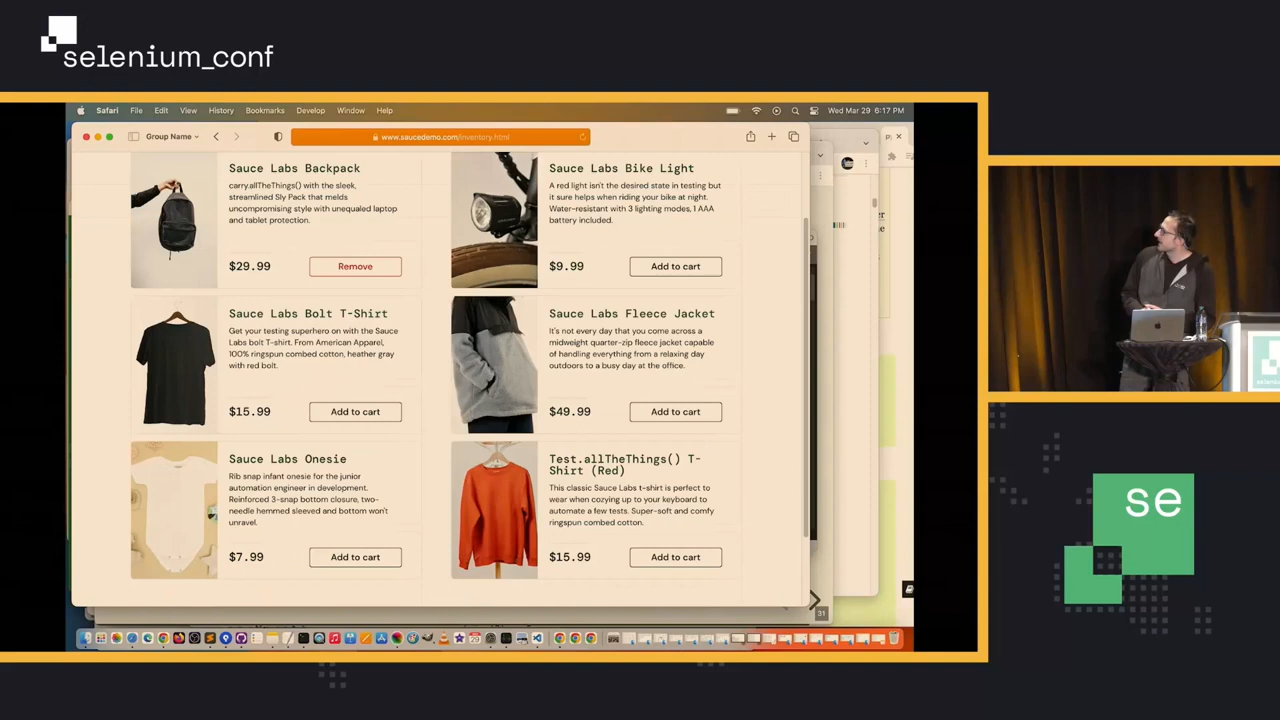 selenium_conf
Safari File Edit View History Bookmarks Develop Window Help
Wed Mar 29 6:17 PM
Group Name
www.saucedemo.com/inventory.html
Sauce Labs Backpack
carry.allTheThings() with the sleek,
streamlined Sly Pack that melds
uncompromising style with unequaled laptop
and tablet protection.
$29.99
Remove
Sauce Labs Bike Light
A red light isn't the desired state in testing but
it sure helps when riding your bike at night.
Water-resistant with 3 lighting modes, 1 AAA
battery included.
$9.99
Add to cart
Sauce Labs Bolt T-Shirt
Get your testing superhero on with the Sauce
Labs bolt T-shirt. From American Apparel,
100% ringspun combed cotton, heather gray
with red bolt.
$15.99
Add to cart
Sauce Labs Fleece Jacket
It's not every day that you come across a
midweight quarter-zip fleece jacket capable
of handling everything from a relaxing day
outdoors to a busy day at the office.
$49.99
Add to cart
Sauce Labs Onesie
Rib snap infant onesie for the junior
automation engineer in development.
Reinforced 3-snap bottom closure, two-
needle hemmed sleeved and bottom won't
unravel.
$7.99
Add to cart
Test.allTheThings() T-
Shirt (Red)
This classic Sauce Labs t-shirt is perfect to
wear when cozying up to your keyboard to
automate a few tests. Super-soft and comfy
ringspun combed cotton.
$15.99
Add to cart
31
se